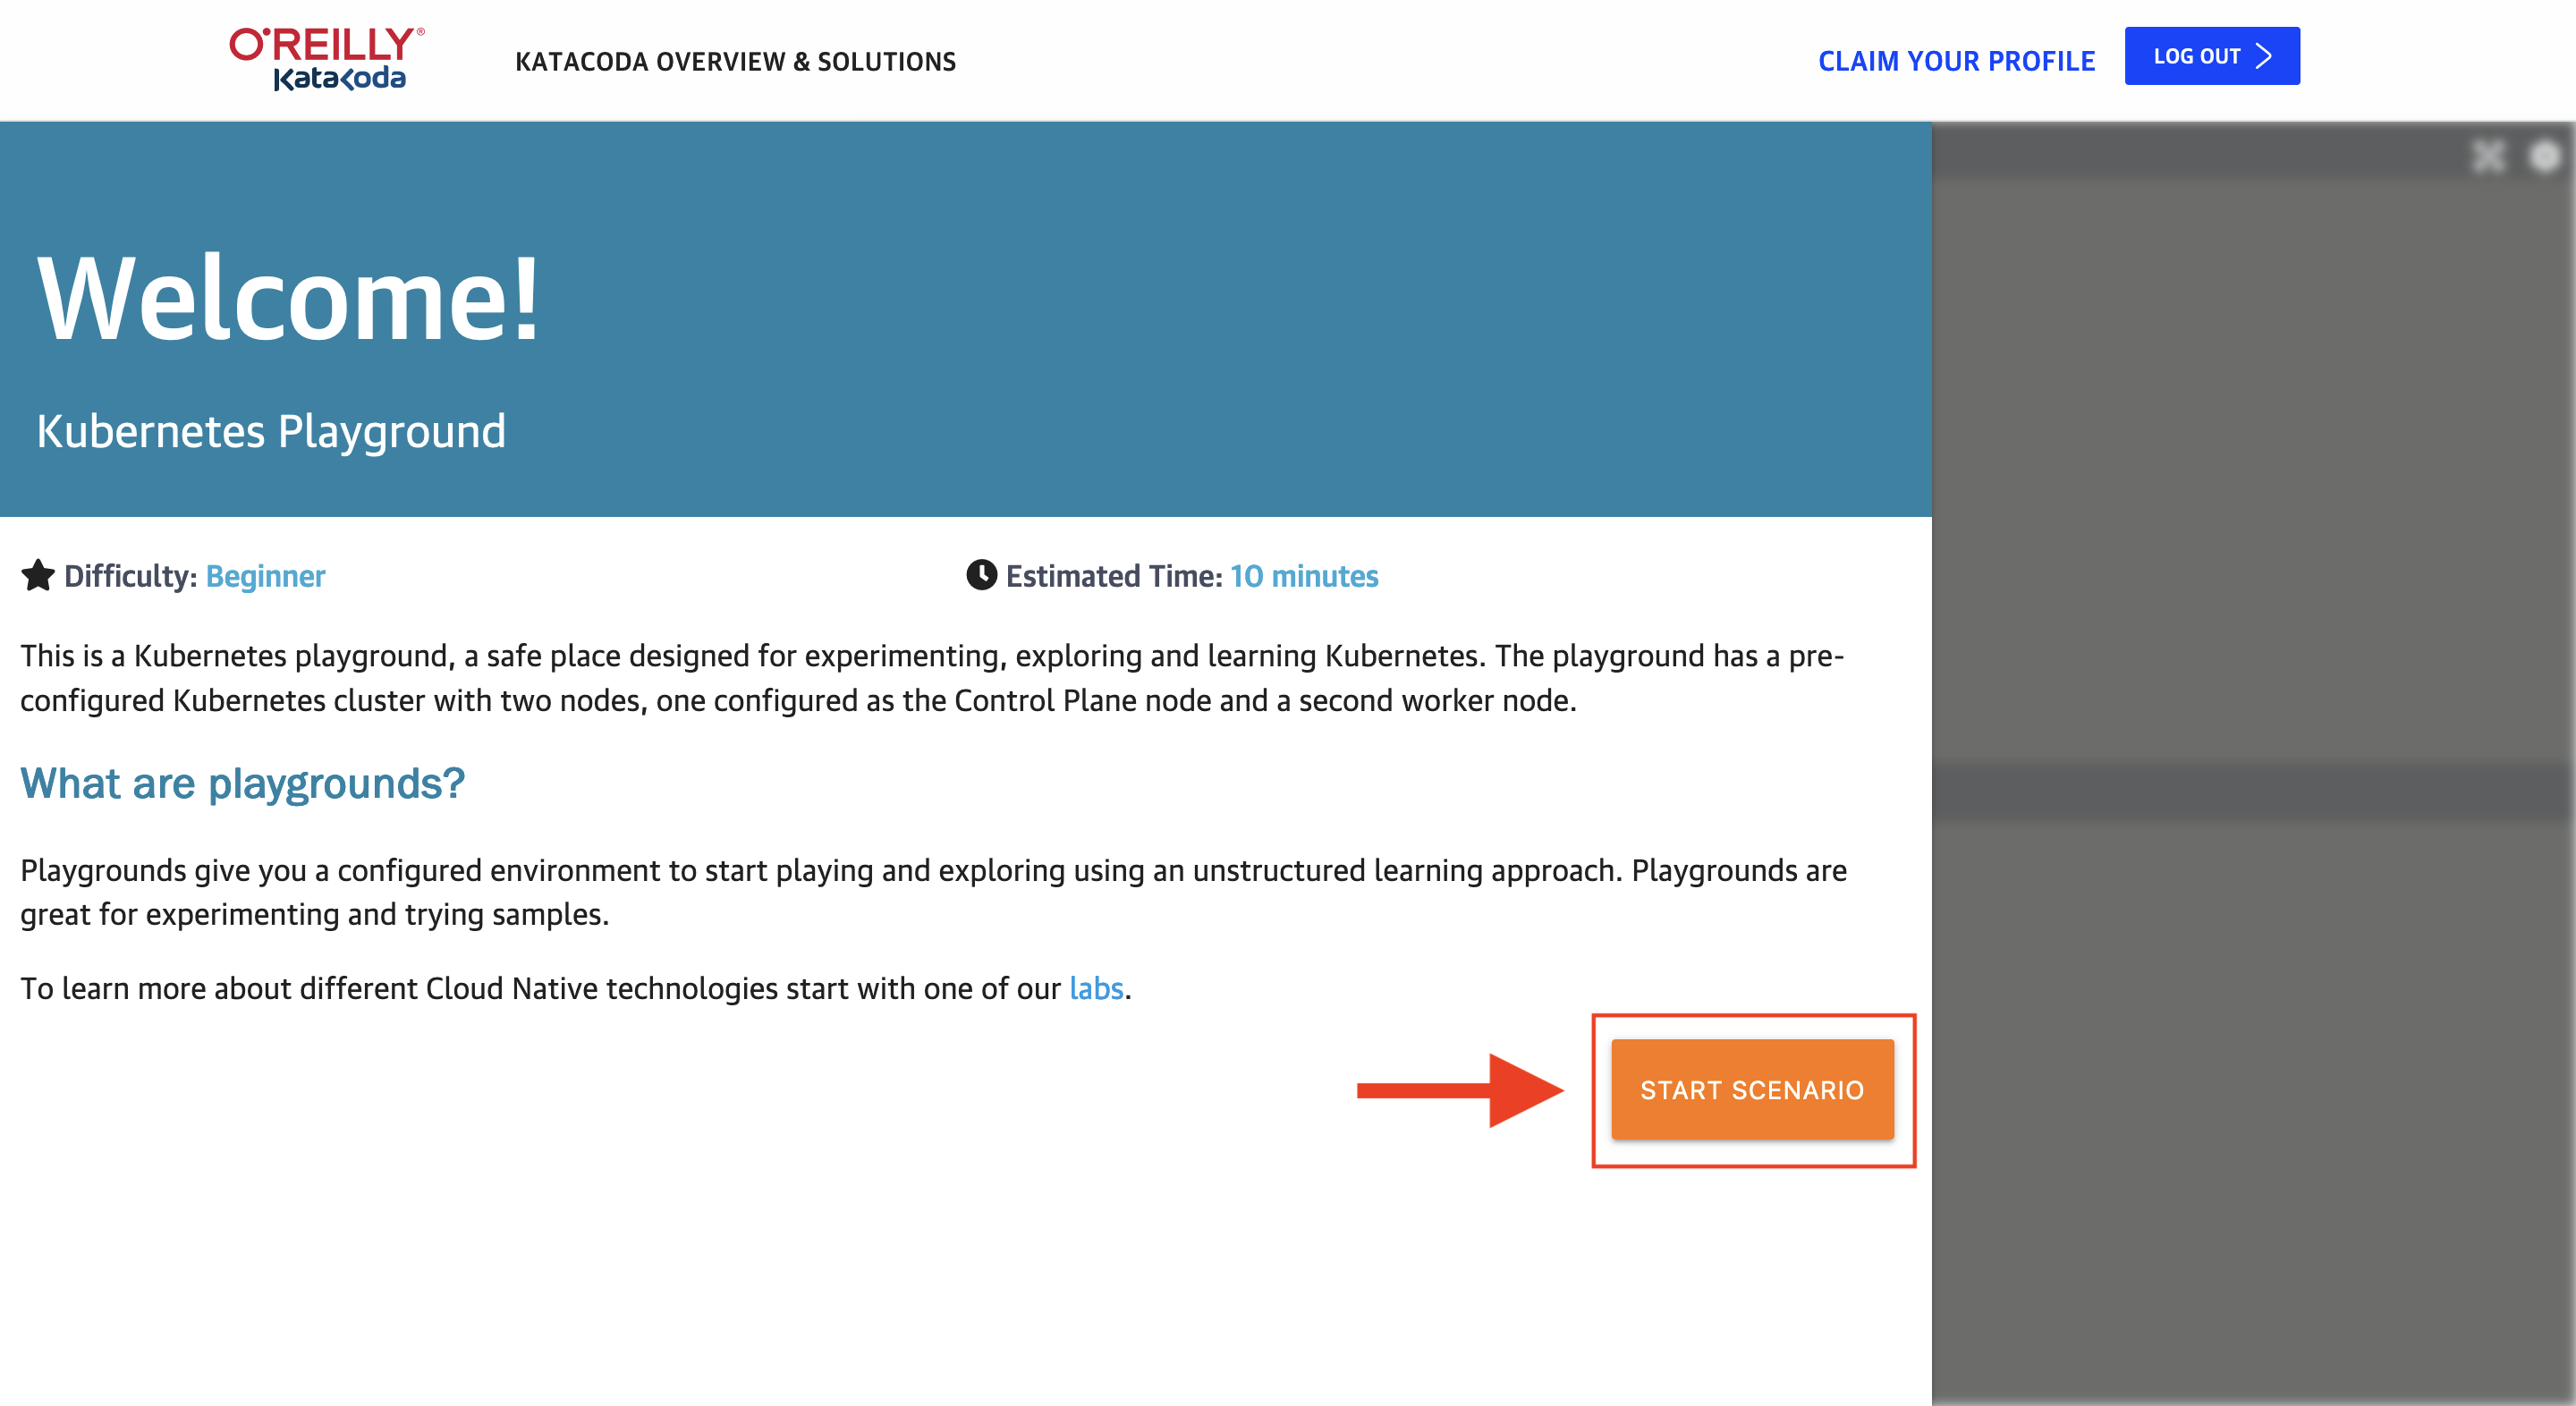 O'REILLY®
KataKoda
KATACODA OVERVIEW & SOLUTIONS
CLAIM YOUR PROFILE
LOG OUT
Welcome!
Kubernetes Playground
Difficulty: Beginner
Estimated Time: 10 minutes
This is a Kubernetes playground, a safe place designed for experimenting, exploring and learning Kubernetes. The playground has a pre-
configured Kubernetes cluster with two nodes, one configured as the Control Plane node and a second worker node.
What are playgrounds?
Playgrounds give you a configured environment to start playing and exploring using an unstructured learning approach. Playgrounds are
great for experimenting and trying samples.
To learn more about different Cloud Native technologies start with one of our labs.
START SCENARIO